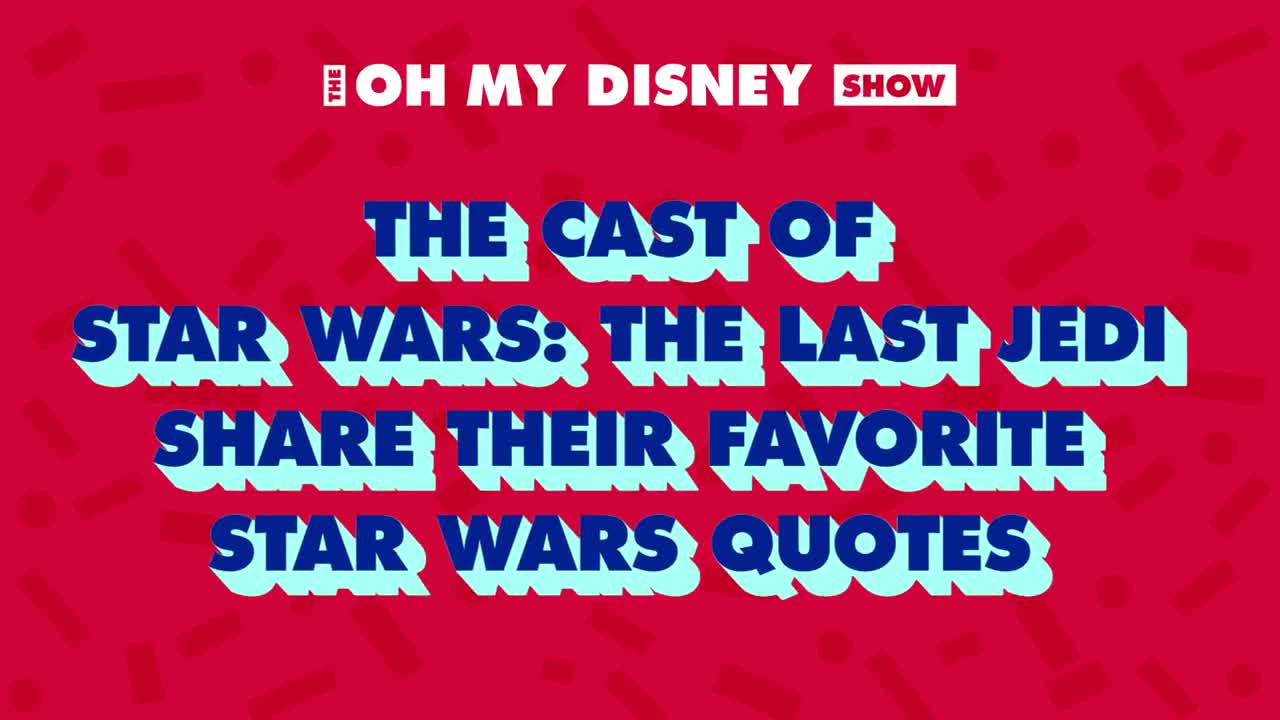 THE OH MY DISNEY SHOW
THE CAST OF
STAR WARS: THE LAST JEDI
SHARE THEIR FAVORITE
STAR WARS QUOTES